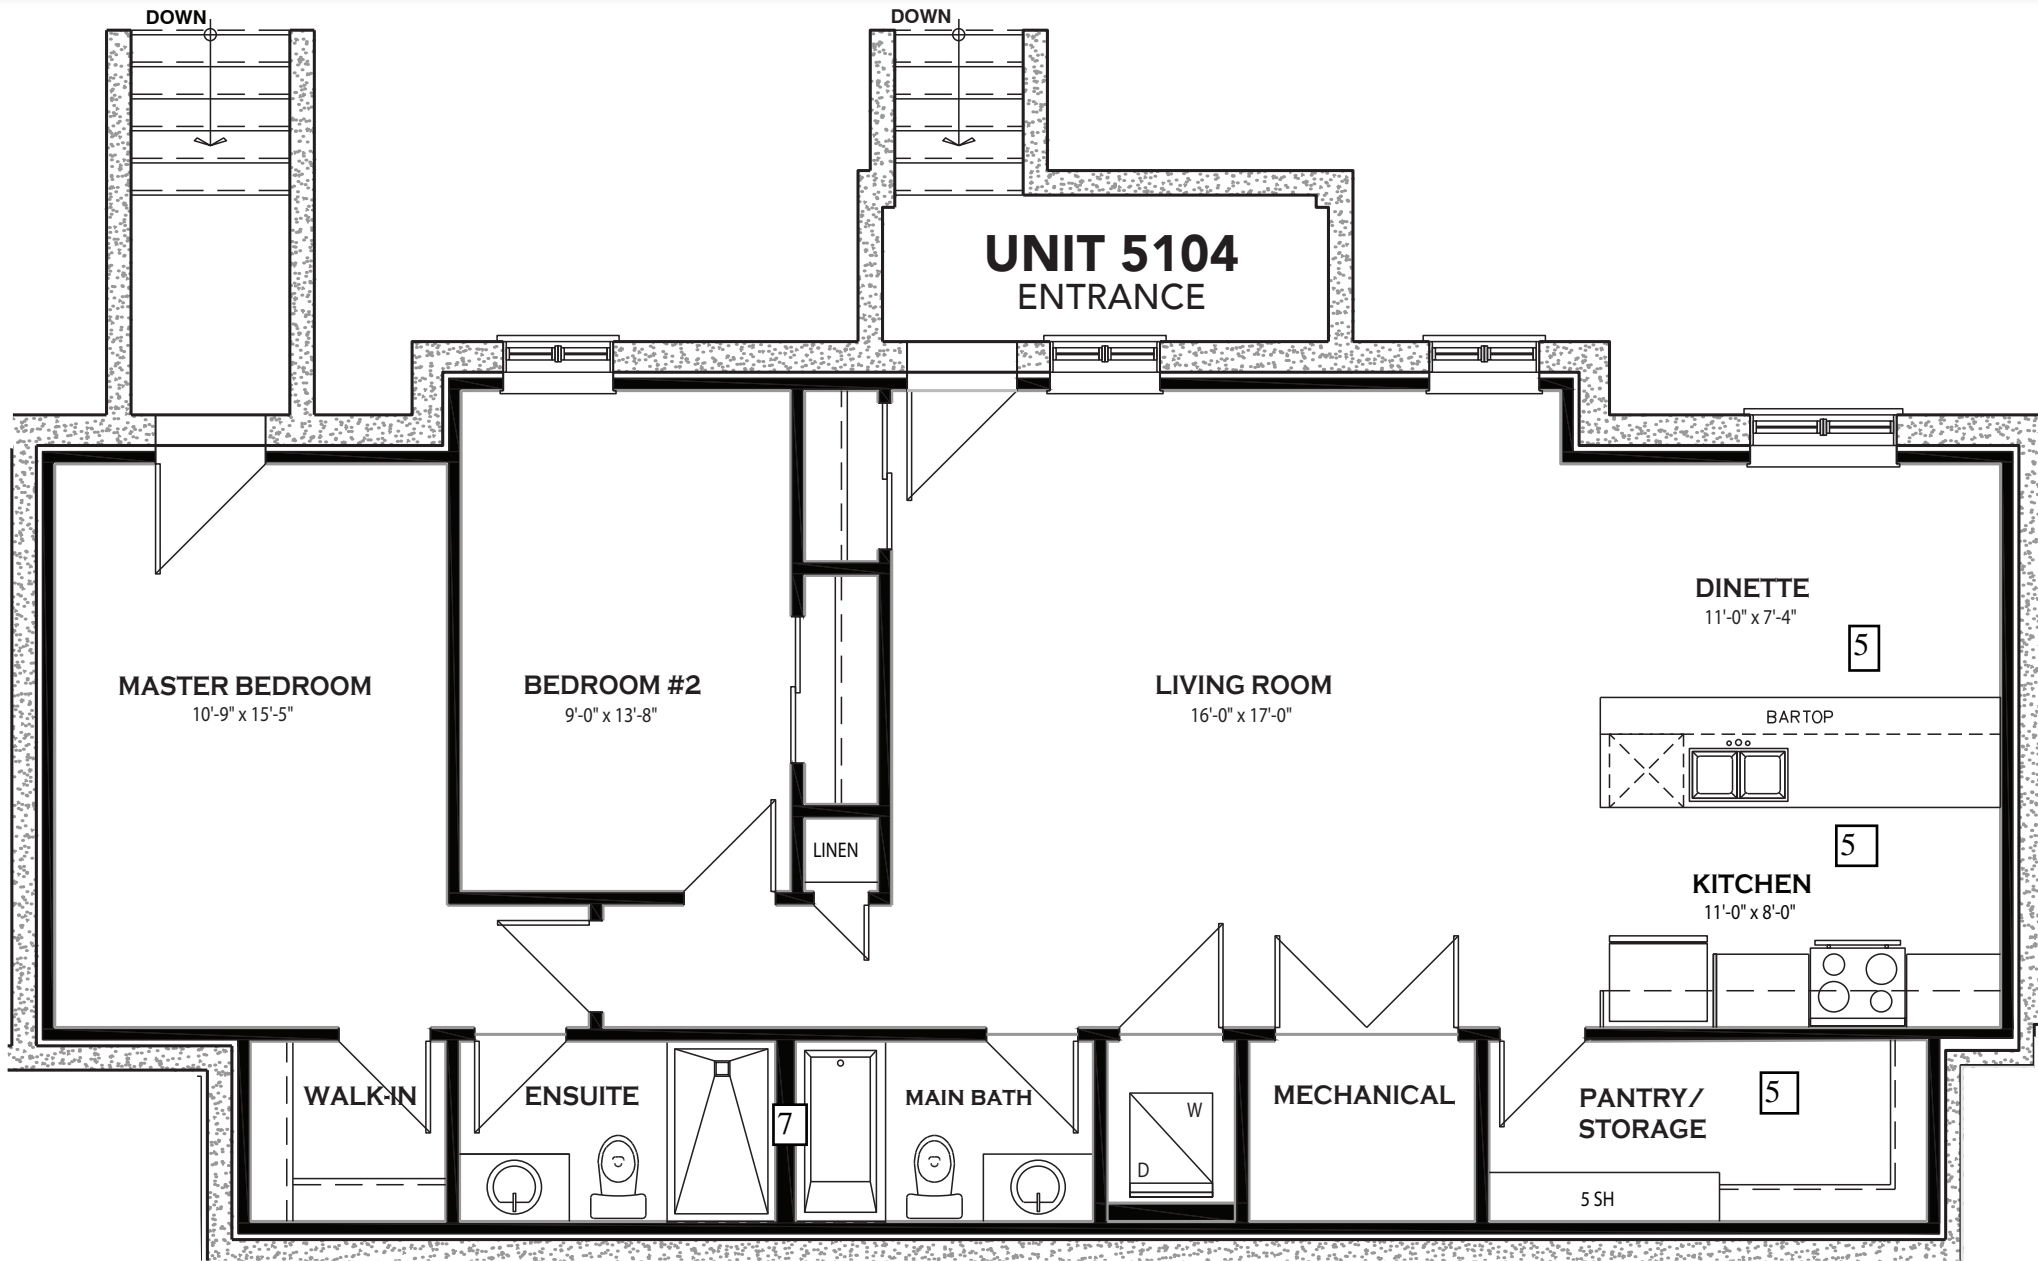 DOWN
DOWN
UNIT 5104
ENTRANCE
DINETTE
11'-0" x 7'-4"
5
MASTER BEDROOM
10'-9" x 15'-5"
BEDROOM #2
9'-0" x 13'-8"
LIVING ROOM
16'-0" x 17'-0"
BARTOP
LINEN
5
KITCHEN
11'-0" x 8'-0"
WALK-IN
ENSUITE
7
MAIN BATH
W
D
MECHANICAL
PANTRY/
STORAGE
5
5 SH